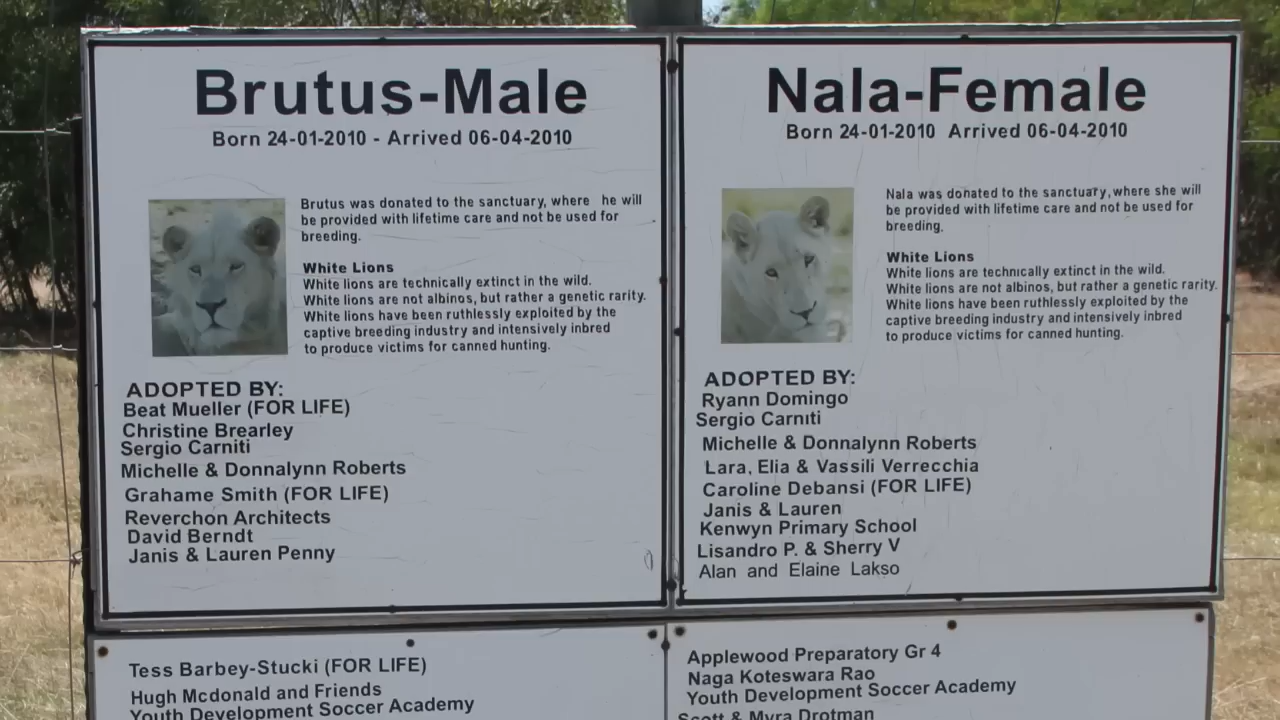 Brutus-Male
Born 24-01-2010 - Arrived 06-04-2010
Brutus was donated to the sanctuary, where he will
be provided with lifetime care and not be used for
breeding.
White Lions
White lions are technically extinct in the wild.
White lions are not albinos, but rather a genetic rarity.
White lions have been ruthlessly exploited by the
captive breeding industry and intensively inbred
to produce victims for canned hunting.
ADOPTED BY:
Beat Mueller (FOR LIFE)
Christine Brearley
Sergio Carniti
Michelle & Donnalynn Roberts
Grahame Smith (FOR LIFE)
Reverchon Architects
David Berndt
Janis & Lauren Penny
Tess Barbey-Stucki (FOR LIFE)
Hugh Mcdonald and Friends
Youth Development Soccer Academy
Nala-Female
Born 24-01-2010 Arrived 06-04-2010
Nala was donated to the sanctuary, where she will
be provided with lifetime care and not be used for
breeding.
White Lions
White lions are technically extinct in the wild.
White lions are not albinos, but rather a genetic rarity.
White lions have been ruthlessly exploited by the
captive breeding industry and intensively inbred
to produce victims for canned hunting.
ADOPTED BY:
Ryann Domingo
Sergio Carniti
Michelle & Donnalynn Roberts
Lara, Elia & Vassili Verrecchia
Caroline Debansi (FOR LIFE)
Janis & Lauren
Kenwyn Primary School
Lisandro P. & Sherry V
Alan and Elaine Lakso
Applewood Preparatory Gr 4
Naga Koteswara Rao
Youth Development Soccer Academy
Scott & Myra Drotman